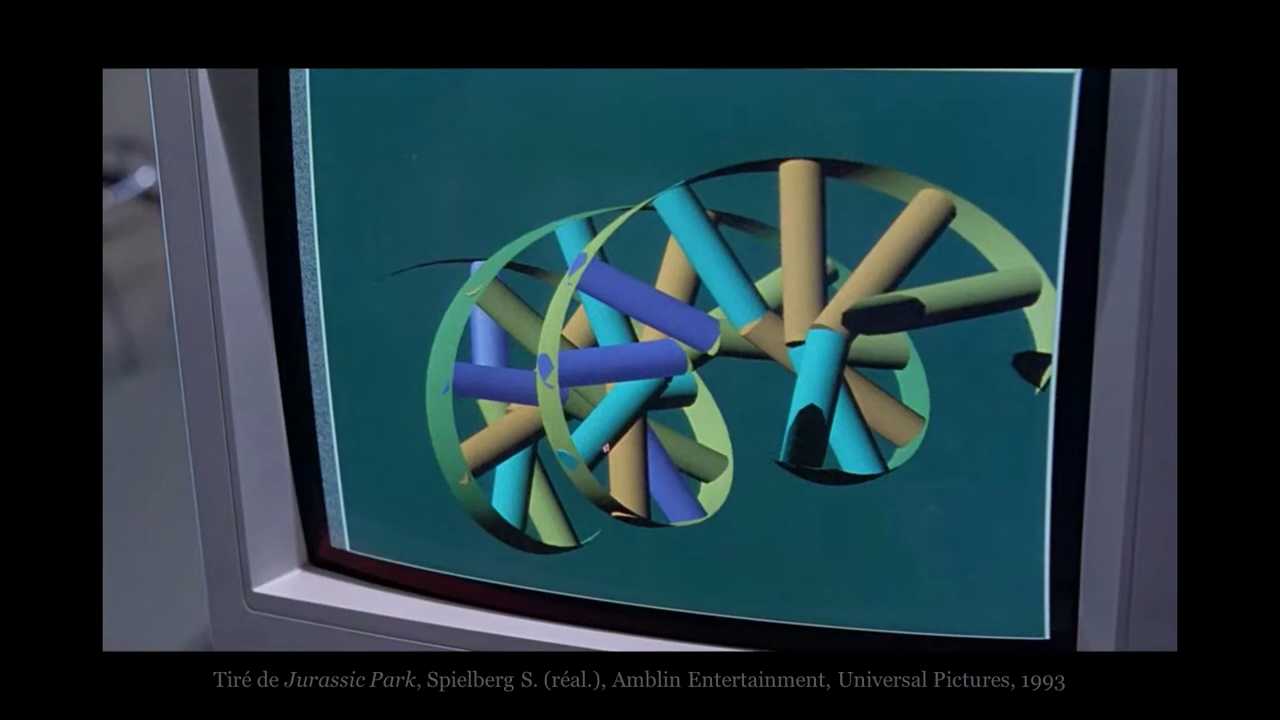 Tiré de Jurassic Park, Spielberg S. (réal.), Amblin Entertainment, Universal Pictures, 1993